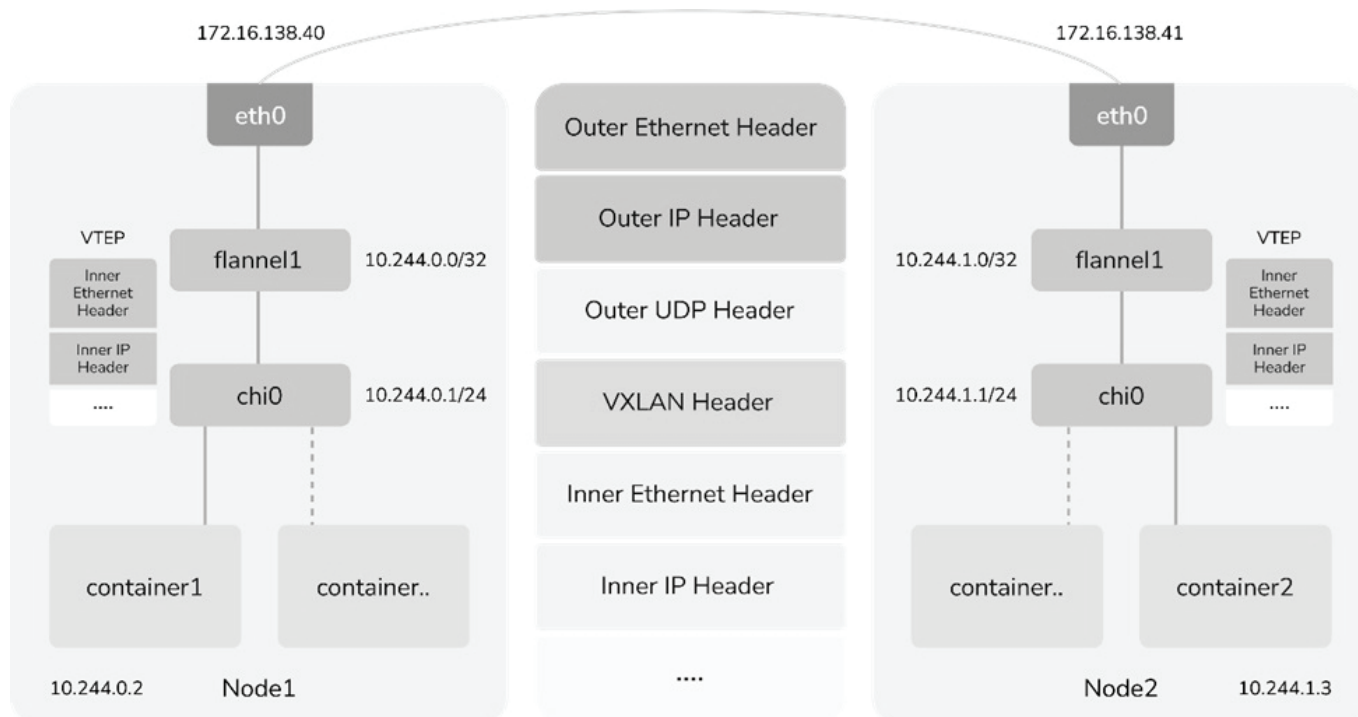 172.16.138.40
172.16.138.41
eth0
VTEP
Inner
Ethernet
Header
Inner IP
Header
....
flannel1
10.244.0.0/32
chi0
10.244.0.1/24
container1
container..
10.244.0.2
Node1
Outer Ethernet Header
Outer IP Header
Outer UDP Header
VXLAN Header
Inner Ethernet Header
Inner IP Header
....
eth0
10.244.1.0/32
flannel1
VTEP
Inner
Ethernet
Header
Inner IP
Header
....
10.244.1.1/24
chi0
container..
container2
Node2
10.244.1.3